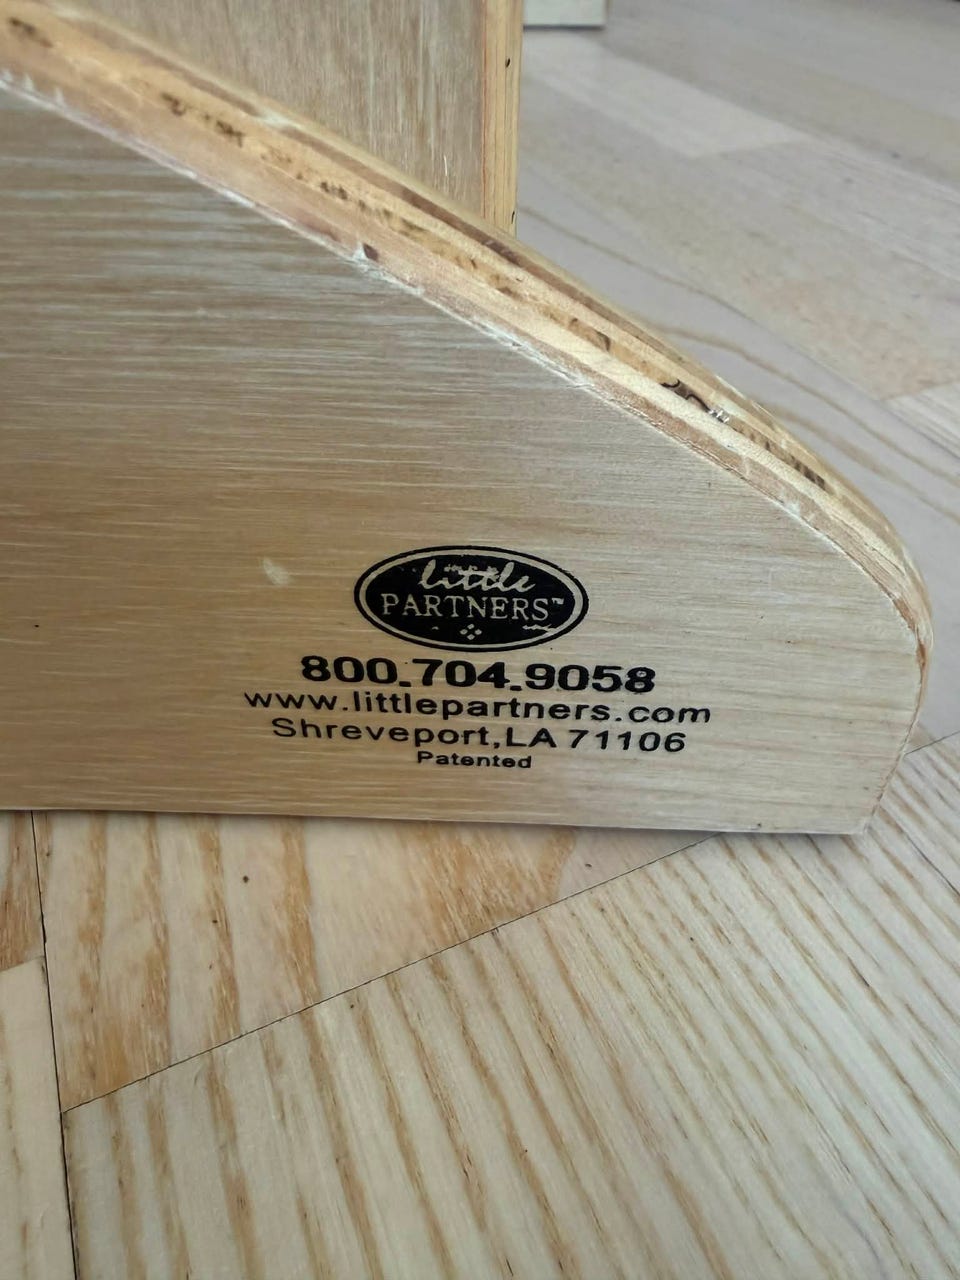 little
PARTNERS™
800.704.9058
www.littlepartners.com
Shreveport,LA 71106
Patented